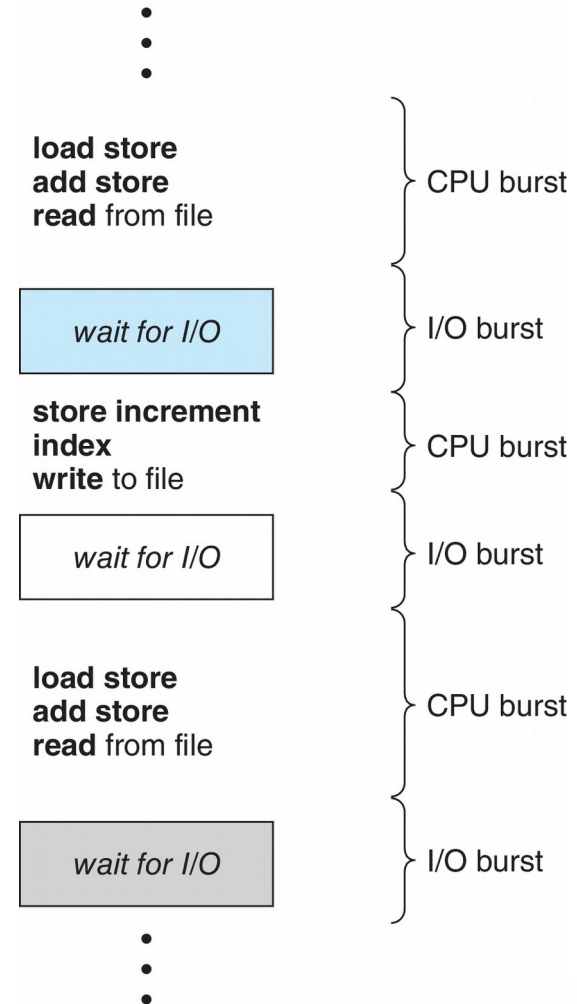 load store
add store
read from file
CPU burst
wait for I/O
I/O burst
store increment
index
write to file
CPU burst
wait for I/O
I/O burst
load store
add store
read from file
CPU burst
wait for I/O
I/O burst